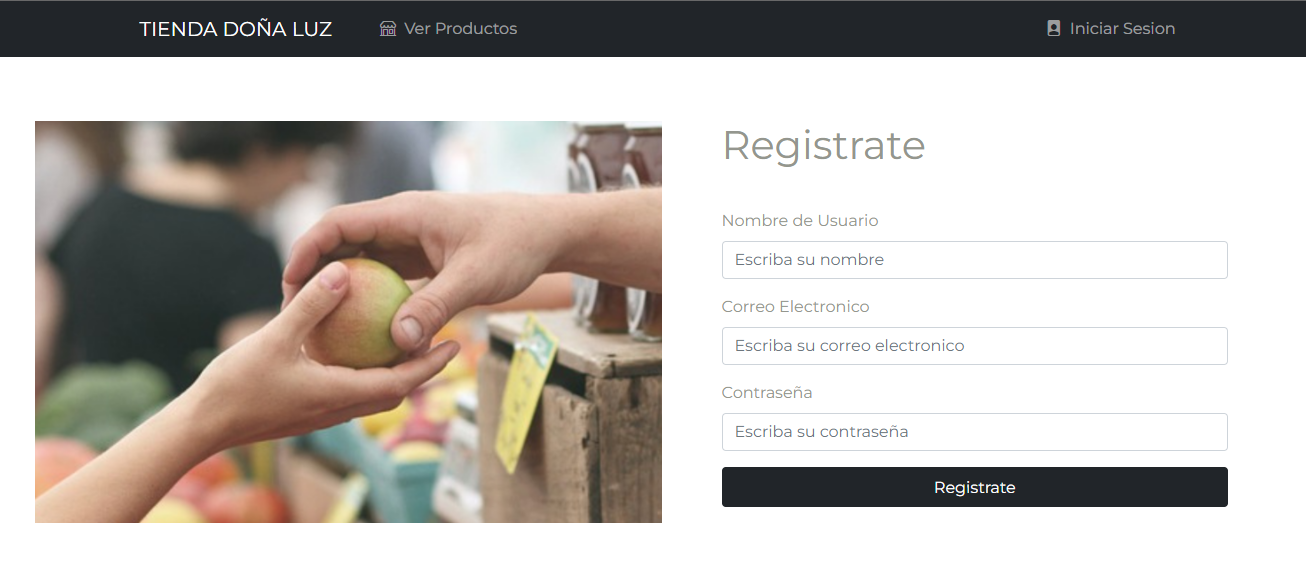 TIENDA DOÑA LUZ
Ver Productos
Iniciar Sesion
Registrate
Nombre de Usuario
Escriba su nombre
Correo Electronico
Escriba su correo electronico
Contraseña
Escriba su contraseña
Registrate